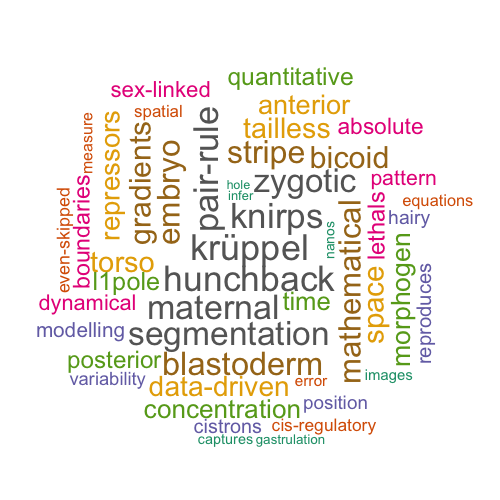 quantitative
sex-linked
anterior
spatial
tailless
absolute
measure
repressors
gradients
embryo
pair-rule
stripe
bicoid
hole
infer
zygotic
pattern
equations
even-skipped
boundaries
knirps
nanos
mathematical
lethals
hairy
krüppel
torso
l1pole
hunchback
space
morphogen
reproduces
dynamical
maternal
time
modelling
segmentation
posterior
blastoderm
images
variability
data-driven
error
concentration
position
cistrons
cis-regulatory
captures
gastrulation